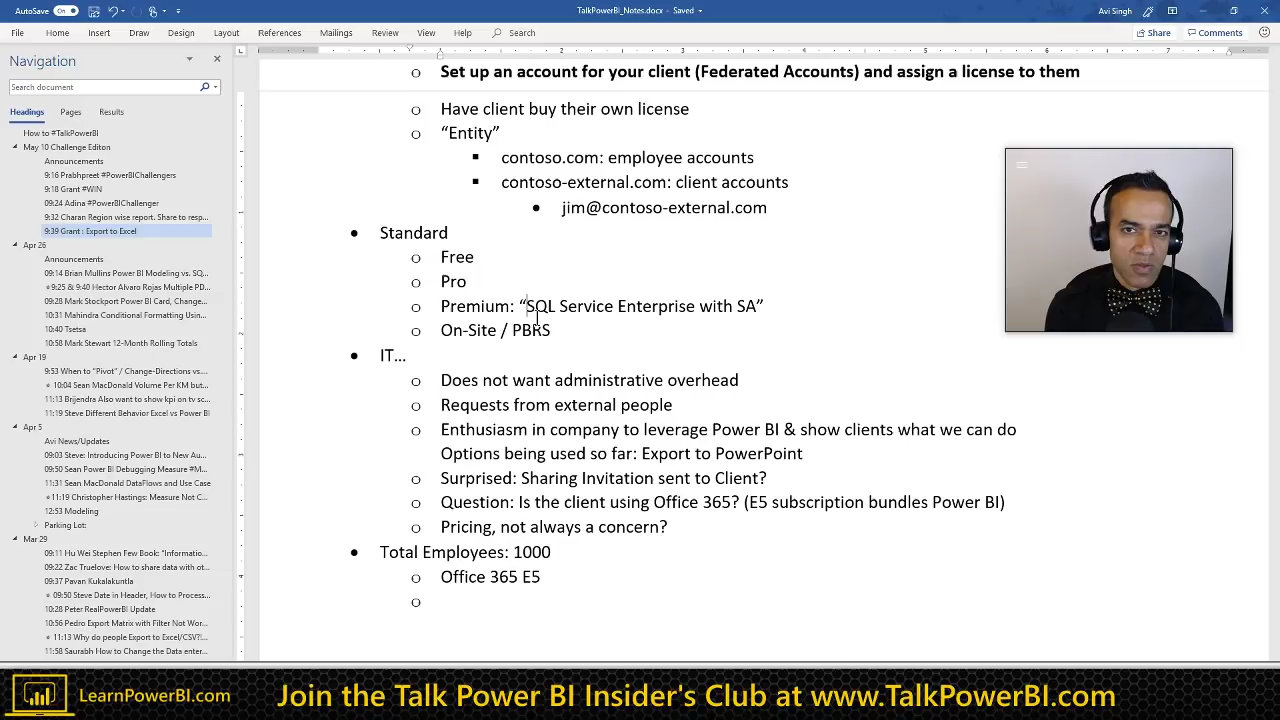 AutoSave On
TalkPowerBI_Notes.docx - Saved
Avi Singh
File Home Insert Draw Design Layout References Mailings Review View Help Search Share Comments
Navigation
Search document
Headings Pages Results
How to #TalkPowerBI
May 10 Challenge Editon
Announcements
9:16 Prabhpreet #PowerBIChallengers
9:18 Grant #WIN
09:24 Adina #PowerBIChallenger
9:32 Charan Region wise report. Share to resp...
9:39 Grant : Export to Excel
Apr 26
Announcements
09:14 Brian Mullins Power BI Modeling vs. SQ...
*9:25 & 9:40 Hector Alvaro Rojas Multiple PD...
09:28 Mark Stockport Power BI Card, Change...
10:31 Mahindra Conditional Formatting Usin...
10:40 Tsetsa
10:58 Mark Stewart 12-Month Rolling Totals
Apr 19
9:53 When to "Pivot" / Change-Directions vs...
* 10:04 Sean MacDonald Volume Per KM but...
11:13 Brijendra Also want to show kpi on tv sc...
11:19 Steve Different Behavior Excel vs Power BI
Apr 5
Avi News/Updates
09:03 Steve: Introducing Power BI to New Au...
09:50 Sean Power BI Debugging Measure #M...
11:31 Sean MacDonald DataFlows and Use Case
*11:19 Christopher Hastings: Measure Not C...
12:53 Modeling
Parking Lot:
Mar 29
09:11 Hu Wei Stephen Few Book: "Informatio...
09:22 Zac Truelove: How to share data with ot...
09:37 Pavan Kukalakuntla
* 09:50 Steve Date in Header, How to Process...
10:28 Peter RealPowerBI Update
10:56 Pedro Export Matrix with Filter Not Wor...
* 11:13 Why do people Export to Excel/CSV?!...
11:58 Saurabh How to Change the Data enter...
1 2 3 4 5 6 7
o Set up an account for your client (Federated Accounts) and assign a license to them
o Have client buy their own license
o “Entity”
▪ contoso.com: employee accounts
▪ contoso-external.com: client accounts
• jim@contoso-external.com
• Standard
o Free
o Pro
o Premium: “SQL Service Enterprise with SA”
o On-Site / PBRS
• IT…
o Does not want administrative overhead
o Requests from external people
o Enthusiasm in company to leverage Power BI & show clients what we can do
Options being used so far: Export to PowerPoint
o Surprised: Sharing Invitation sent to Client?
o Question: Is the client using Office 365? (E5 subscription bundles Power BI)
o Pricing, not always a concern?
• Total Employees: 1000
o Office 365 E5
o
LearnPowerBI.com
Join the Talk Power BI Insider's Club at www.TalkPowerBI.com